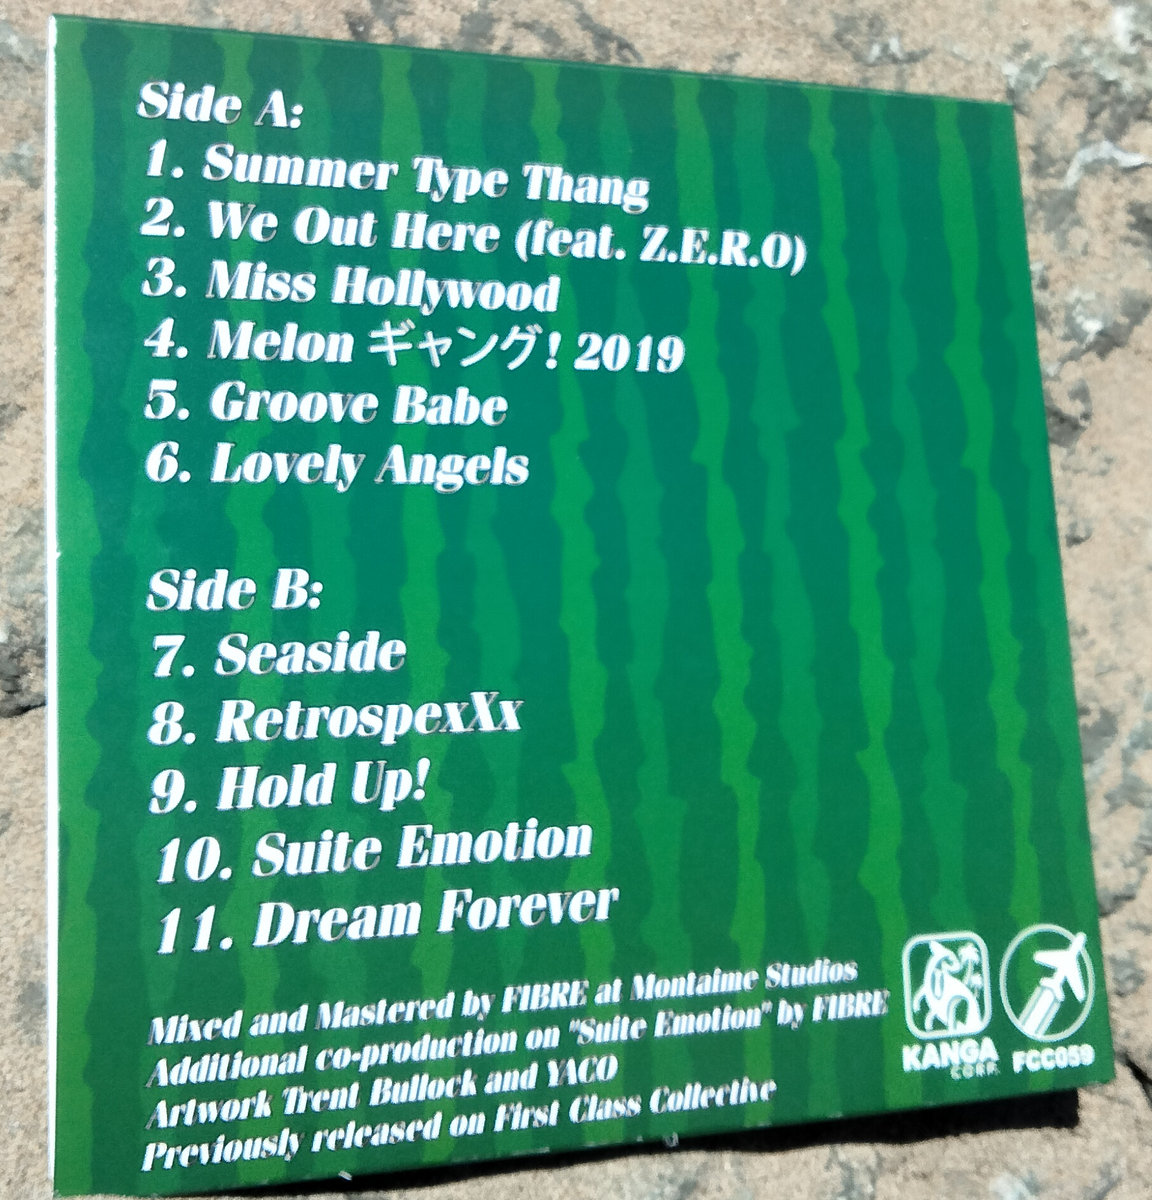 Side A:
1. Summer Type Thang
2. We Out Here (feat. Z.E.R.O)
3. Miss Hollywood
4. Melon ギャング! 2019
5. Groove Babe
6. Lovely Angels
Side B:
7. Seaside
8. RetrospexXx
9. Hold Up!
10. Suite Emotion
11. Dream Forever
Mixed and Mastered by FIBRE at Montaime Studios
Additional co-production on "Suite Emotion" by FIBRE
Artwork Trent Bullock and YACO
Previously released on First Class Collective
KANGA
CORP.
FCC059